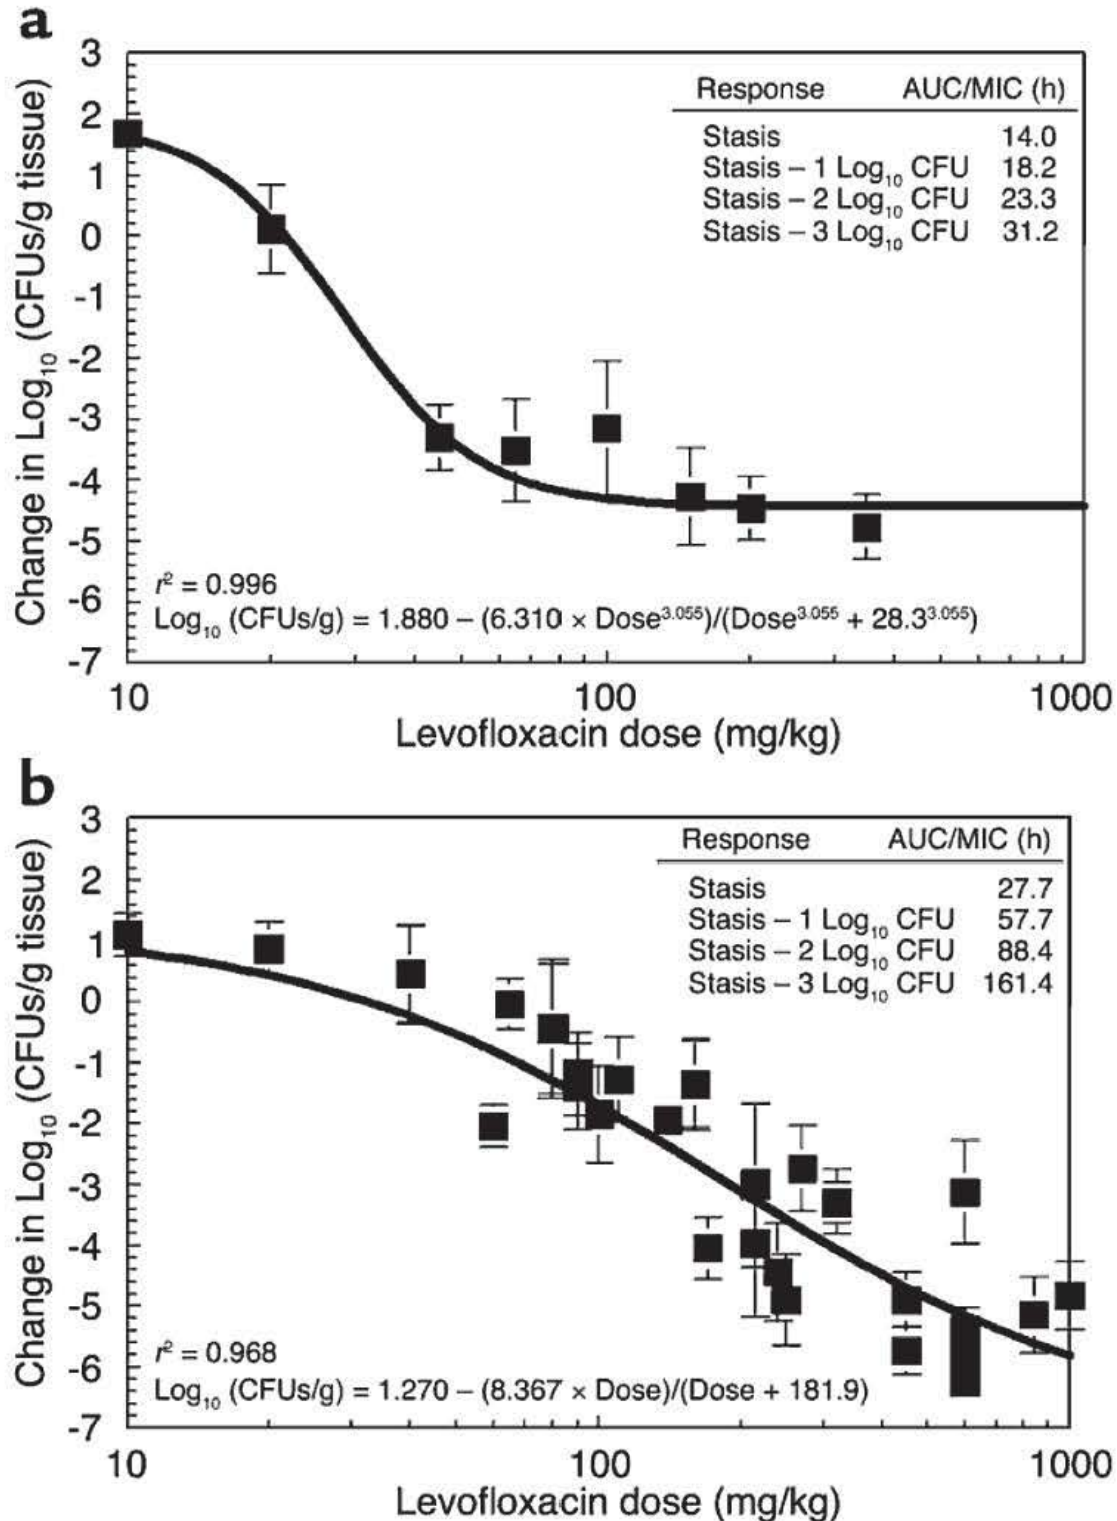 a
Change in Log₁₀ (CFUs/g tissue)
3
2
1
0
-1
-2
-3
-4
-5
-6
-7
Response AUC/MIC (h)
Stasis 14.0
Stasis – 1 Log₁₀ CFU 18.2
Stasis – 2 Log₁₀ CFU 23.3
Stasis – 3 Log₁₀ CFU 31.2
r² = 0.996
Log₁₀ (CFUs/g) = 1.880 – (6.310 × Dose³·⁰⁵⁵)/(Dose³·⁰⁵⁵ + 28.3³·⁰⁵⁵)
10 100 1000
Levofloxacin dose (mg/kg)
b
Change in Log₁₀ (CFUs/g tissue)
3
2
1
0
-1
-2
-3
-4
-5
-6
-7
Response AUC/MIC (h)
Stasis 27.7
Stasis – 1 Log₁₀ CFU 57.7
Stasis – 2 Log₁₀ CFU 88.4
Stasis – 3 Log₁₀ CFU 161.4
r² = 0.968
Log₁₀ (CFUs/g) = 1.270 – (8.367 × Dose)/(Dose + 181.9)
10 100 1000
Levofloxacin dose (mg/kg)